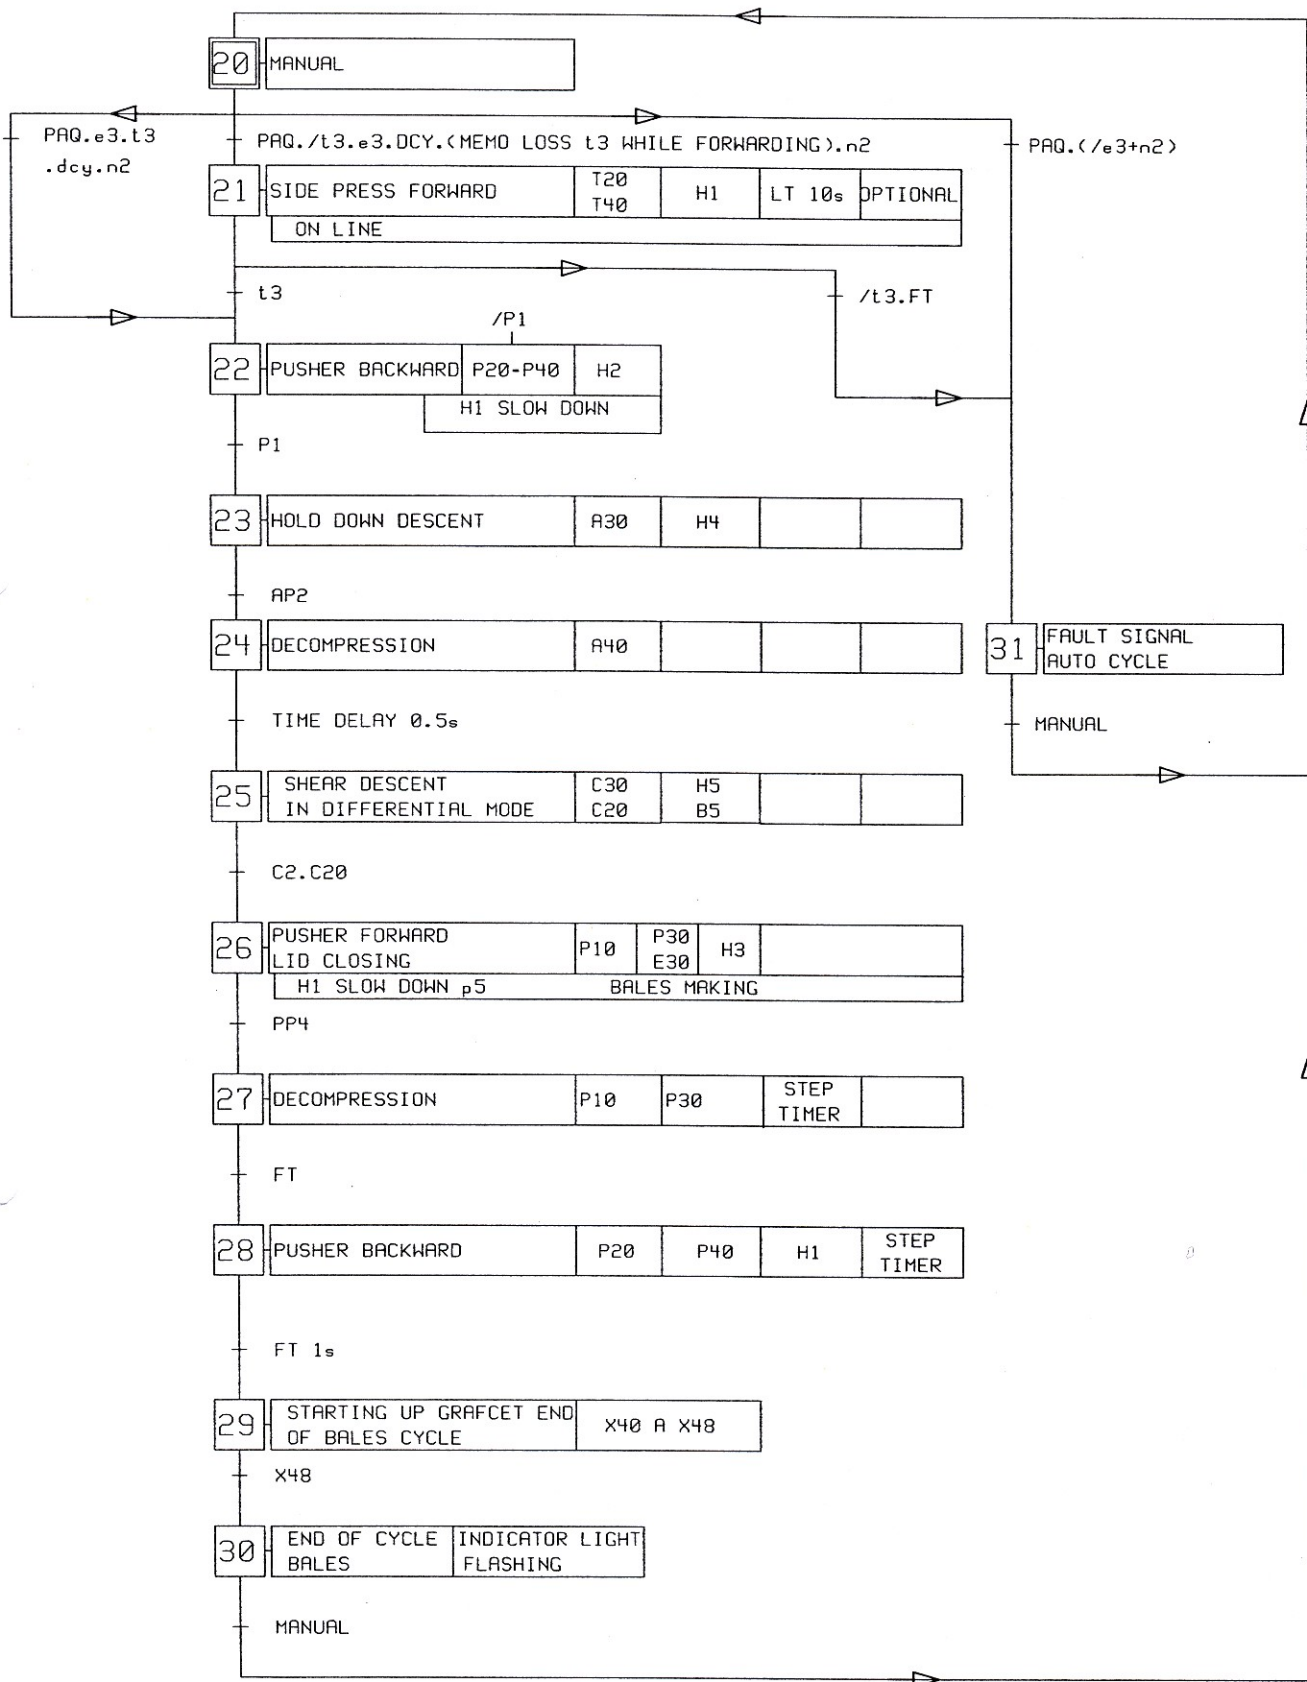 20 MANUAL
PAQ.e3.t3
.dcy.n2
PAQ./t3.e3.DCY.(MEMO LOSS t3 WHILE FORWARDING).n2
PAQ.(/e3+n2)
21 SIDE PRESS FORWARD T20 H1 LT 10s OPTIONAL
T40
ON LINE
t3
/t3.FT
/P1
22 PUSHER BACKWARD P20-P40 H2
H1 SLOW DOWN
P1
23 HOLD DOWN DESCENT A30 H4
AP2
24 DECOMPRESSION A40
31 FAULT SIGNAL
AUTO CYCLE
TIME DELAY 0.5s
MANUAL
25 SHEAR DESCENT C30 H5
IN DIFFERENTIAL MODE C20 B5
C2.C20
26 PUSHER FORWARD P10 P30 H3
LID CLOSING E30
H1 SLOW DOWN p5 BALES MAKING
PP4
27 DECOMPRESSION P10 P30 STEP
TIMER
FT
28 PUSHER BACKWARD P20 P40 H1 STEP
TIMER
FT 1s
29 STARTING UP GRAFCET END X40 A X48
OF BALES CYCLE
X48
30 END OF CYCLE INDICATOR LIGHT
BALES FLASHING
MANUAL